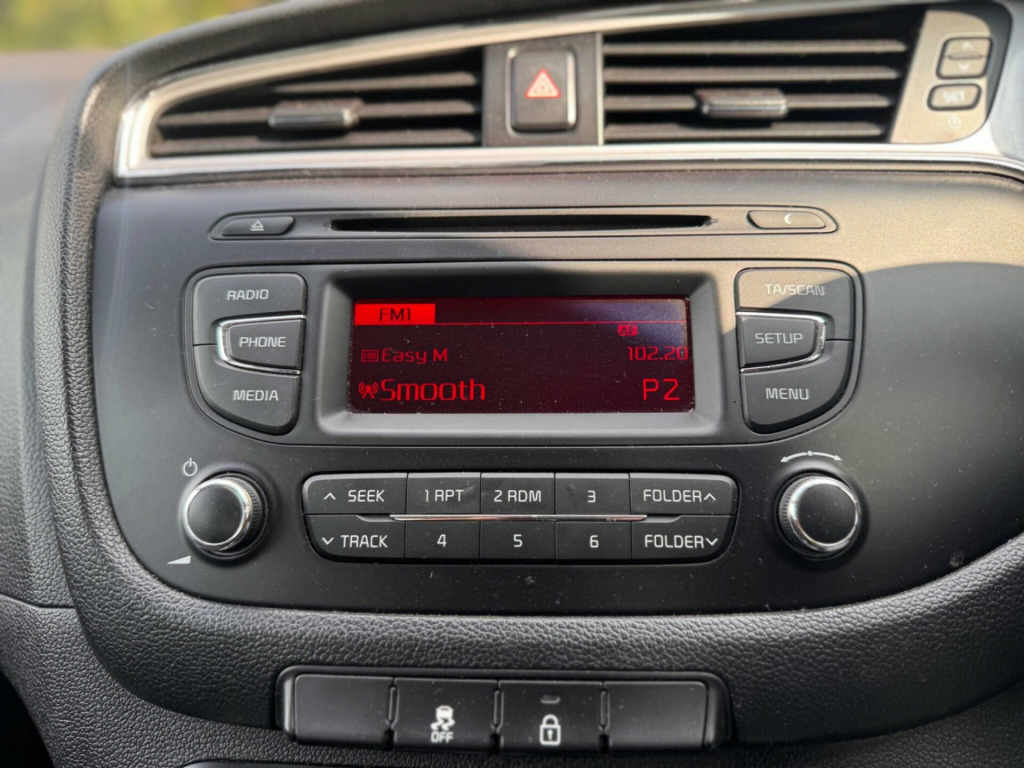 RADIO
PHONE
MEDIA
FM1
AF
Easy M
102.20
Smooth
P2
TA/SCAN
SETUP
MENU
SEEK
1 RPT
2 RDM
3
FOLDER
TRACK
4
5
6
FOLDER
OFF